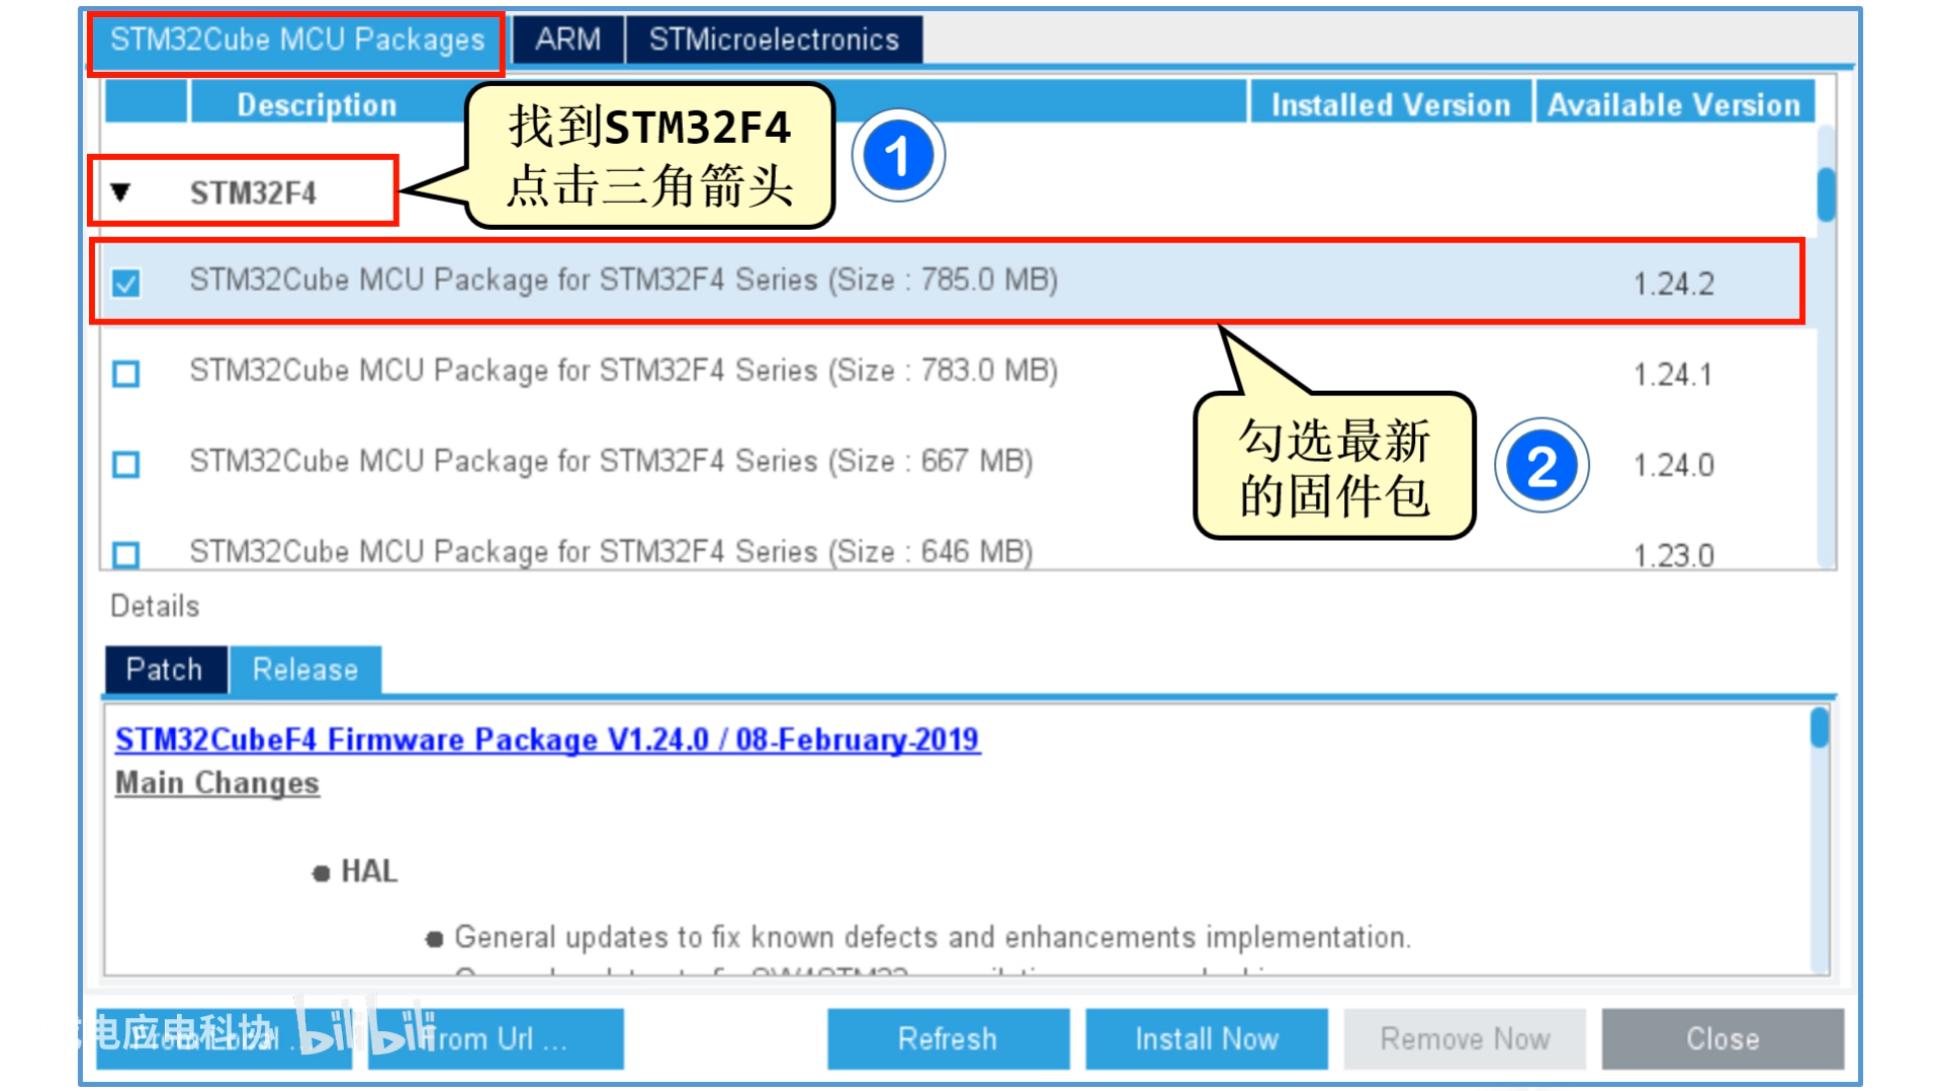 STM32Cube MCU Packages ARM STMicroelectronics
Description Installed Version Available Version
找到STM32F4
点击三角箭头
1
STM32F4
STM32Cube MCU Package for STM32F4 Series (Size : 785.0 MB) 1.24.2
STM32Cube MCU Package for STM32F4 Series (Size : 783.0 MB) 1.24.1
勾选最新
的固件包
2
STM32Cube MCU Package for STM32F4 Series (Size : 667 MB) 1.24.0
STM32Cube MCU Package for STM32F4 Series (Size : 646 MB) 1.23.0
Details
Patch Release
STM32CubeF4 Firmware Package V1.24.0 / 08-February-2019
Main Changes
HAL
General updates to fix known defects and enhancements implementation.
电应电科协 bilibili
From Url ... Refresh Install Now Remove Now Close